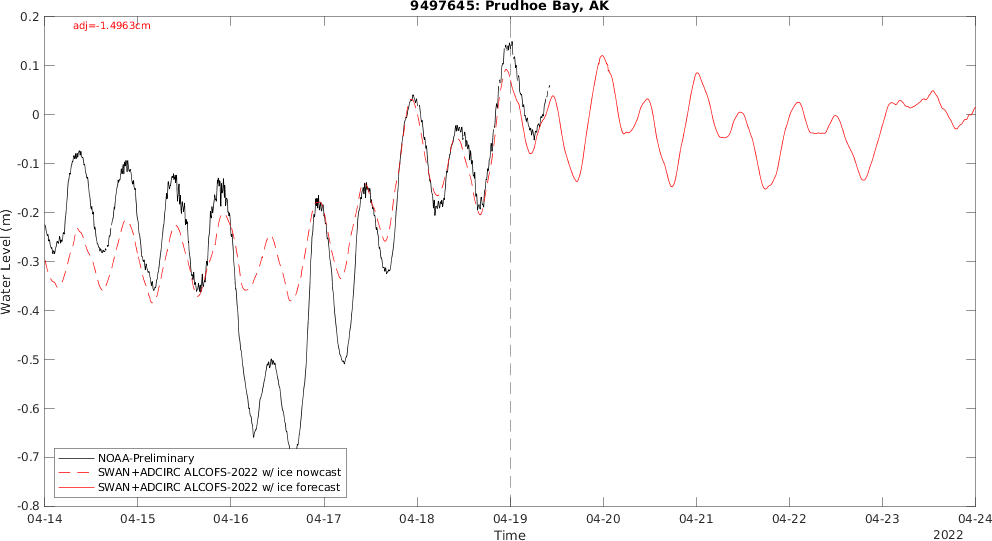 9497645: Prudhoe Bay, AK
adj=-1.4963cm
0.2
0.1
0
-0.1
-0.2
-0.3
-0.4
-0.5
-0.6
-0.7
-0.8
Water Level (m)
NOAA-Preliminary
SWAN+ADCIRC ALCOFS-2022 w/ ice nowcast
SWAN+ADCIRC ALCOFS-2022 w/ ice forecast
04-14 04-15 04-16 04-17 04-18 04-19 04-20 04-21 04-22 04-23 04-24
Time
2022